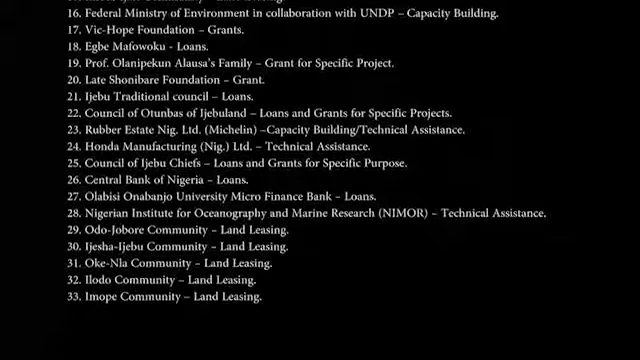 16. Federal Ministry of Environment in collaboration with UNDP – Capacity Building.
17. Vic-Hope Foundation – Grants.
18. Egbe Mafowoku - Loans.
19. Prof. Olanipekun Alausa's Family – Grant for Specific Project.
20. Late Shonibare Foundation – Grant.
21. Ijebu Traditional council – Loans.
22. Council of Otunbas of Ijebuland – Loans and Grants for Specific Projects.
23. Rubber Estate Nig. Ltd. (Michelin) –Capacity Building/Technical Assistance.
24. Honda Manufacturing (Nig.) Ltd. – Technical Assistance.
25. Council of Ijebu Chiefs – Loans and Grants for Specific Purpose.
26. Central Bank of Nigeria – Loans.
27. Olabisi Onabanjo University Micro Finance Bank – Loans.
28. Nigerian Institute for Oceanography and Marine Research (NIMOR) – Technical Assistance.
29. Odo-Jobore Community – Land Leasing.
30. Ijesha-Ijebu Community – Land Leasing.
31. Oke-Nla Community – Land Leasing.
32. Ilodo Community – Land Leasing.
33. Imope Community – Land Leasing.